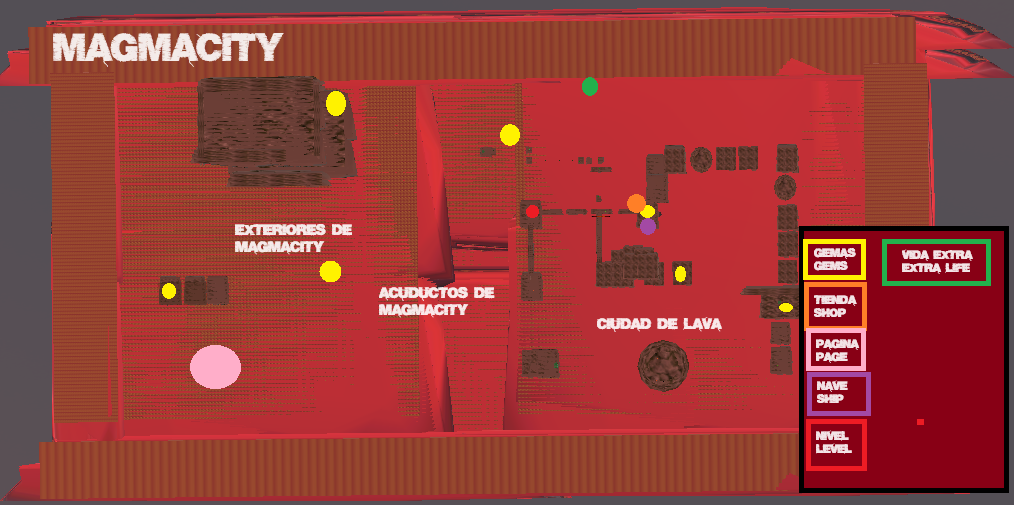 MAGMACITY
EXTERIORES DE
MAGMACITY
ACUDUCTOS DE
MAGMACITY
CIUDAD DE LAVA
GEMAS
GEMS
VIDA EXTRA
EXTRA LIFE
TIENDA
SHOP
PAGINA
PAGE
NAVE
SHIP
NIVEL
LEVEL